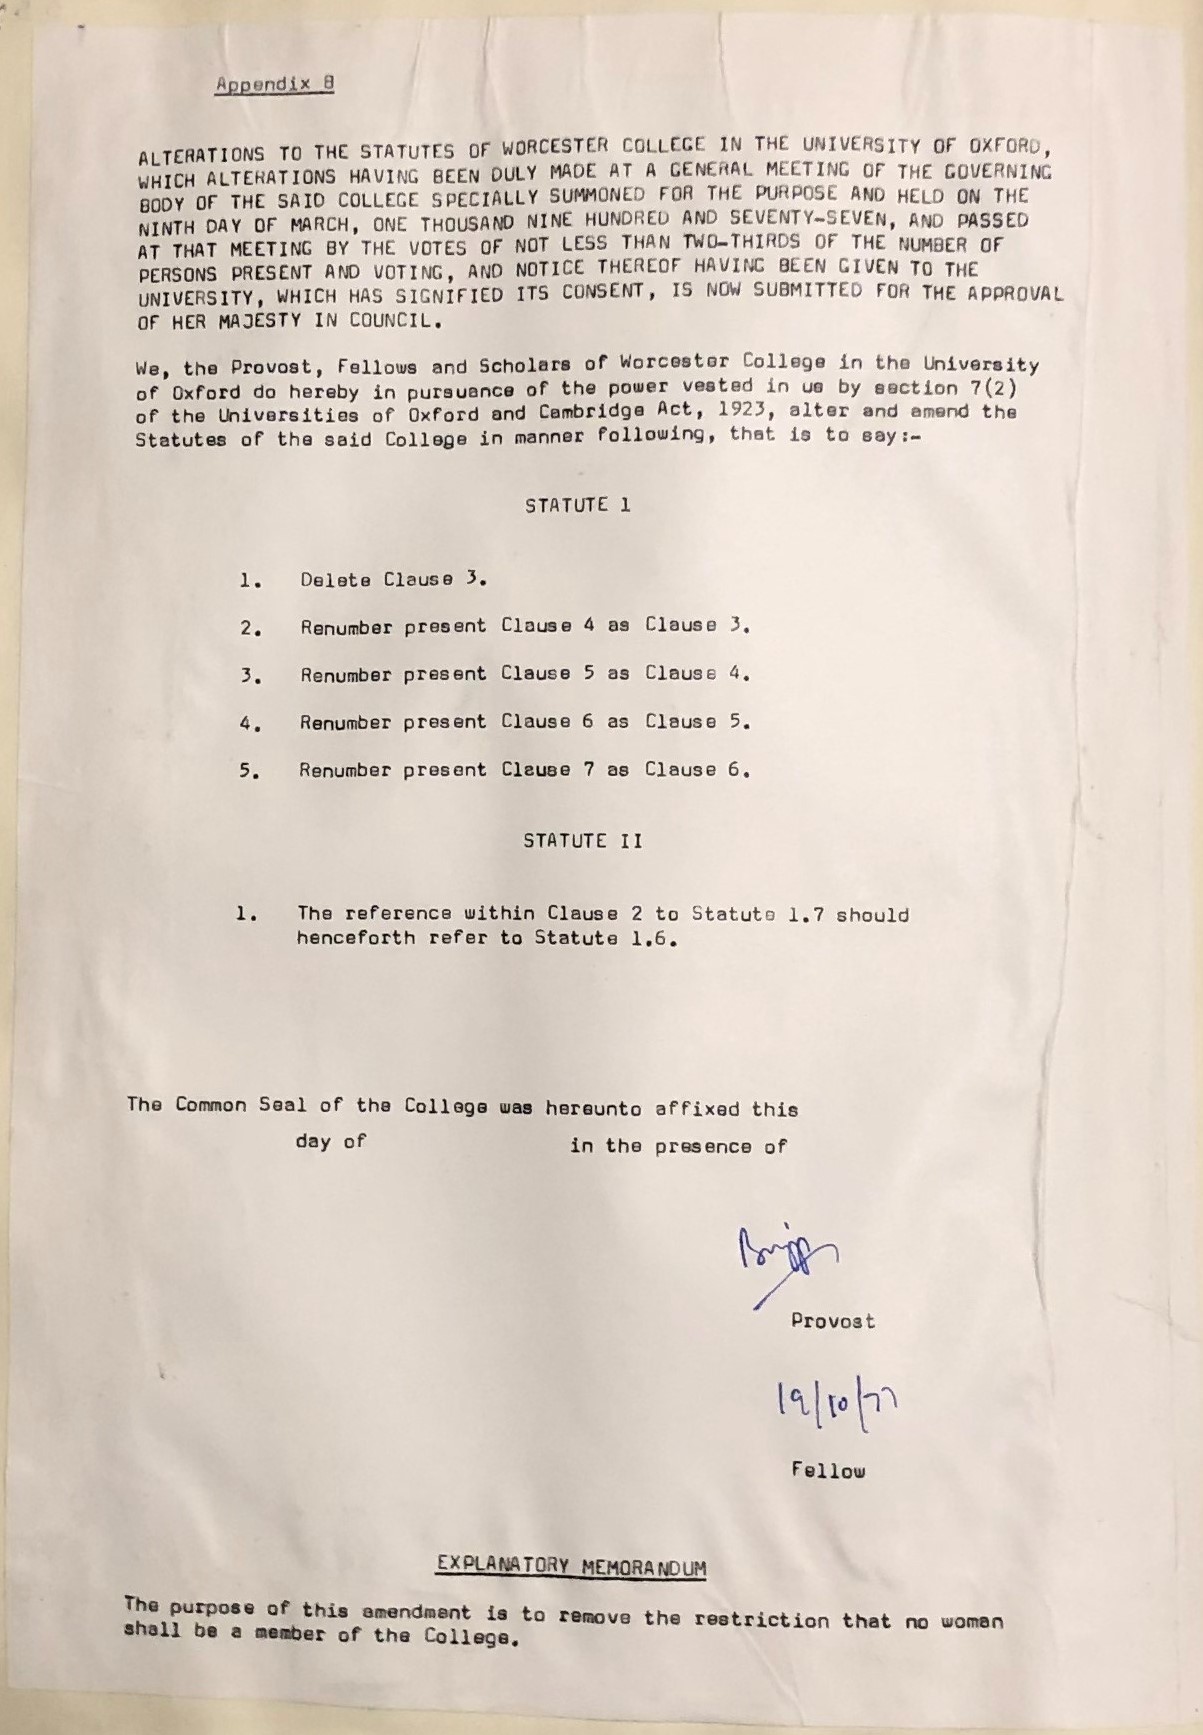 Appendix 8
ALTERATIONS TO THE STATUTES OF WORCESTER COLLEGE IN THE UNIVERSITY OF OXFORD,
WHICH ALTERATIONS HAVING BEEN DULY MADE AT A GENERAL MEETING OF THE GOVERNING
BODY OF THE SAID COLLEGE SPECIALLY SUMMONED FOR THE PURPOSE AND HELD ON THE
NINTH DAY OF MARCH, ONE THOUSAND NINE HUNDRED AND SEVENTY-SEVEN, AND PASSED
AT THAT MEETING BY THE VOTES OF NOT LESS THAN TWO-THIRDS OF THE NUMBER OF
PERSONS PRESENT AND VOTING, AND NOTICE THEREOF HAVING BEEN GIVEN TO THE
UNIVERSITY, WHICH HAS SIGNIFIED ITS CONSENT, IS NOW SUBMITTED FOR THE APPROVAL
OF HER MAJESTY IN COUNCIL.
We, the Provost, Fellows and Scholars of Worcester College in the University
of Oxford do hereby in pursuance of the power vested in us by section 7(2)
of the Universities of Oxford and Cambridge Act, 1923, alter and amend the
Statutes of the said College in manner following, that is to say:-
STATUTE 1
1. Delete Clause 3.
2. Renumber present Clause 4 as Clause 3.
3. Renumber present Clause 5 as Clause 4.
4. Renumber present Clause 6 as Clause 5.
5. Renumber present Clause 7 as Clause 6.
STATUTE II
1. The reference within Clause 2 to Statute 1.7 should
henceforth refer to Statute 1.6.
The Common Seal of the College was hereunto affixed this
day of in the presence of
Briggs
Provost
19/10/77
Fellow
EXPLANATORY MEMORANDUM
The purpose of this amendment is to remove the restriction that no woman
shall be a member of the College.